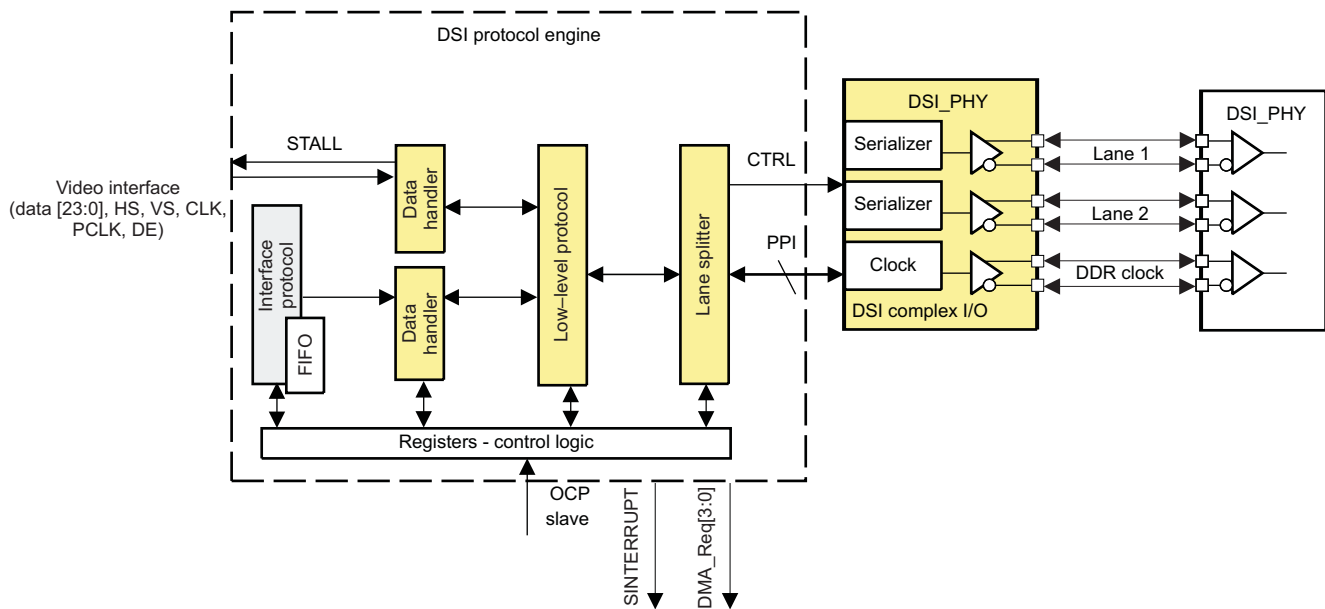 DSI protocol engine
DSI_PHY
DSI_PHY
STALL
Serializer
CTRL
Lane 1
Video interface
(data [23:0], HS, VS, CLK,
PCLK, DE)
Data
handler
Serializer
Lane 2
Interface
protocol
Low–level protocol
Lane splitter
PPI
Clock
DDR clock
Data
handler
DSI complex I/O
FIFO
Registers - control logic
OCP
slave
SINTERRUPT
DMA_Req[3:0]